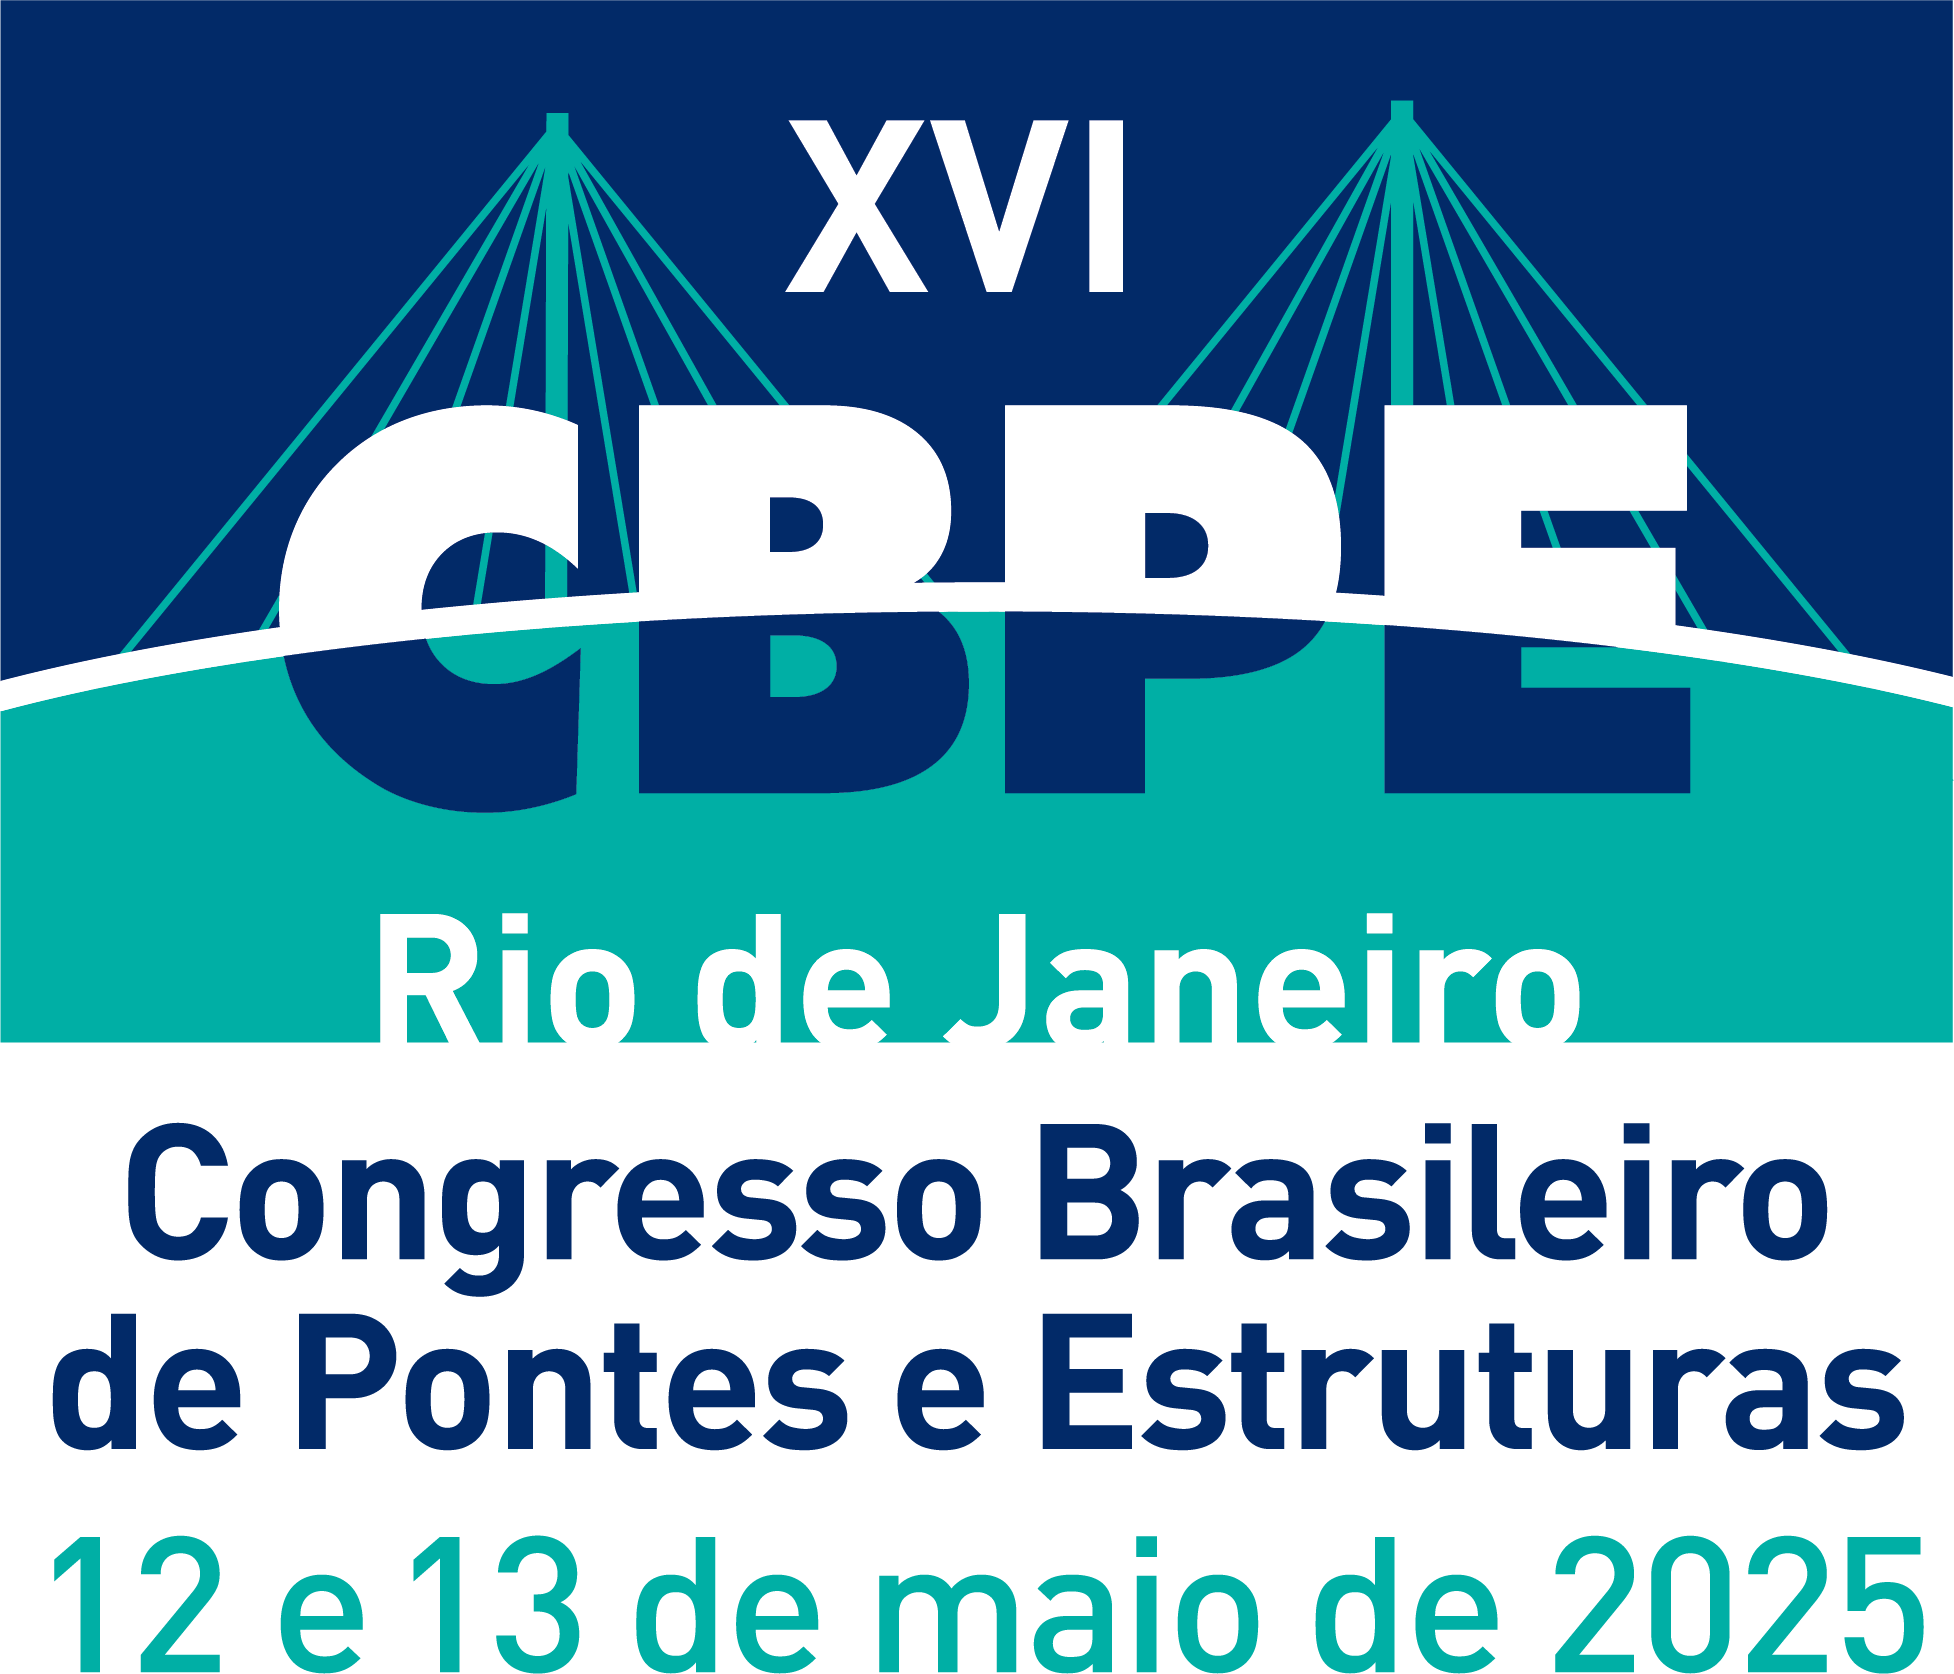 XVI
CBPE
Rio de Janeiro
Congresso Brasileiro
de Pontes e Estruturas
12 e 13 de maio de 2025